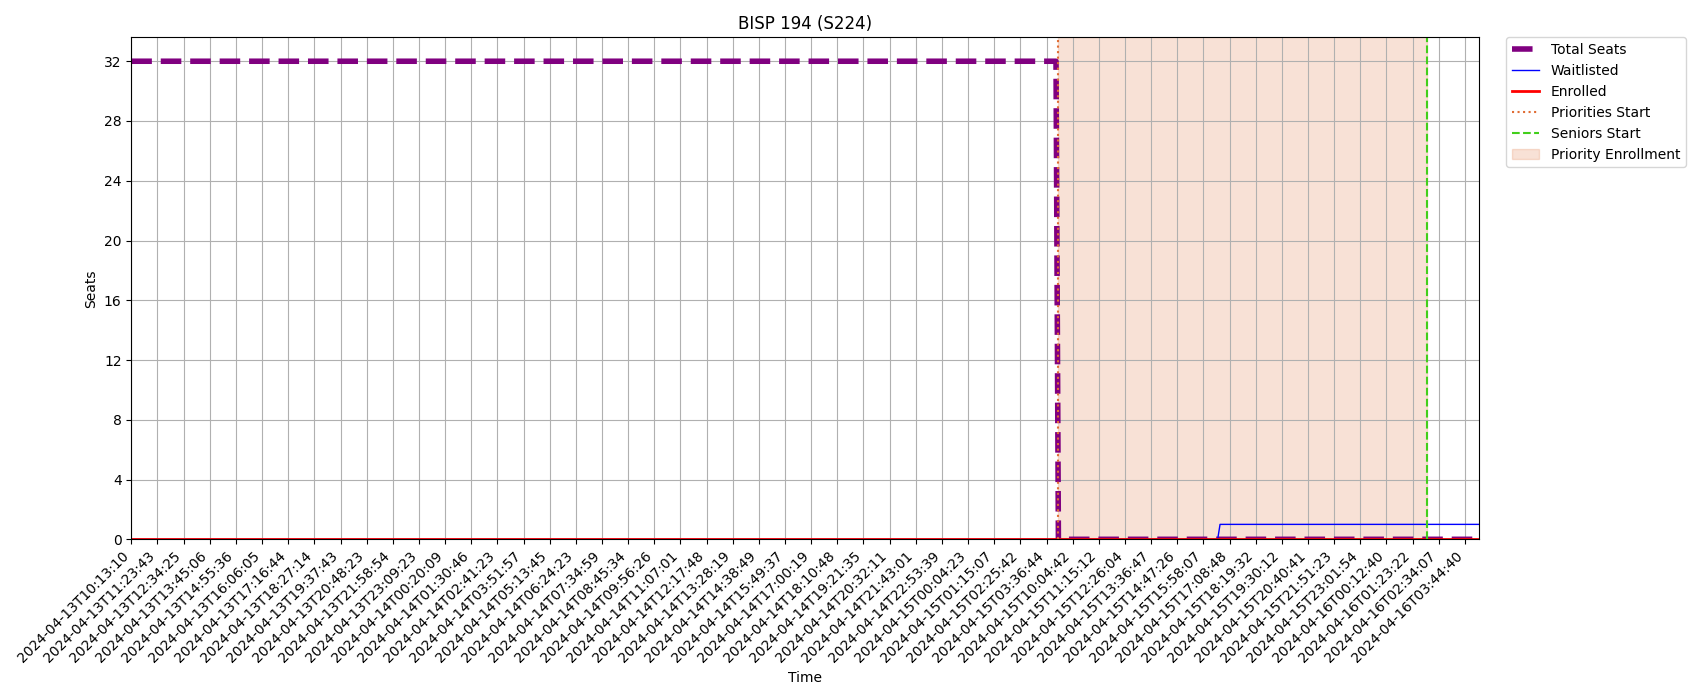 BISP 194 (S224)
Total Seats
Waitlisted
Enrolled
Priorities Start
Seniors Start
Priority Enrollment
Seats
32
28
24
20
16
12
8
4
0
2024-04-13T10:13:10
2024-04-13T11:23:43
2024-04-13T12:34:25
2024-04-13T13:45:06
2024-04-13T14:55:36
2024-04-13T16:06:05
2024-04-13T17:16:44
2024-04-13T18:27:14
2024-04-13T19:37:43
2024-04-13T20:48:23
2024-04-13T21:58:54
2024-04-13T23:09:23
2024-04-14T00:20:09
2024-04-14T01:30:46
2024-04-14T02:41:23
2024-04-14T03:51:57
2024-04-14T05:13:45
2024-04-14T06:24:23
2024-04-14T07:34:59
2024-04-14T08:45:34
2024-04-14T09:56:26
2024-04-14T11:07:01
2024-04-14T12:17:48
2024-04-14T13:28:19
2024-04-14T14:38:49
2024-04-14T15:49:37
2024-04-14T17:00:19
2024-04-14T18:10:48
2024-04-14T19:21:35
2024-04-14T20:32:11
2024-04-14T21:43:01
2024-04-14T22:53:39
2024-04-15T00:04:23
2024-04-15T01:15:07
2024-04-15T02:25:42
2024-04-15T03:36:44
2024-04-15T10:04:42
2024-04-15T11:15:12
2024-04-15T12:26:04
2024-04-15T13:36:47
2024-04-15T14:47:26
2024-04-15T15:58:07
2024-04-15T17:08:48
2024-04-15T18:19:32
2024-04-15T19:30:12
2024-04-15T20:40:41
2024-04-15T21:51:23
2024-04-15T23:01:54
2024-04-16T00:12:40
2024-04-16T01:23:22
2024-04-16T02:34:07
2024-04-16T03:44:40
Time